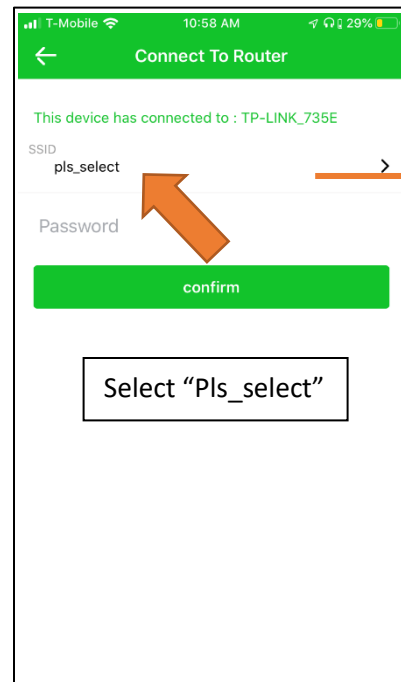 T-Mobile 10:58 AM 29%
Connect To Router
This device has connected to : TP-LINK_735E
SSID
pls_select
Password
confirm
Select “Pls_select”